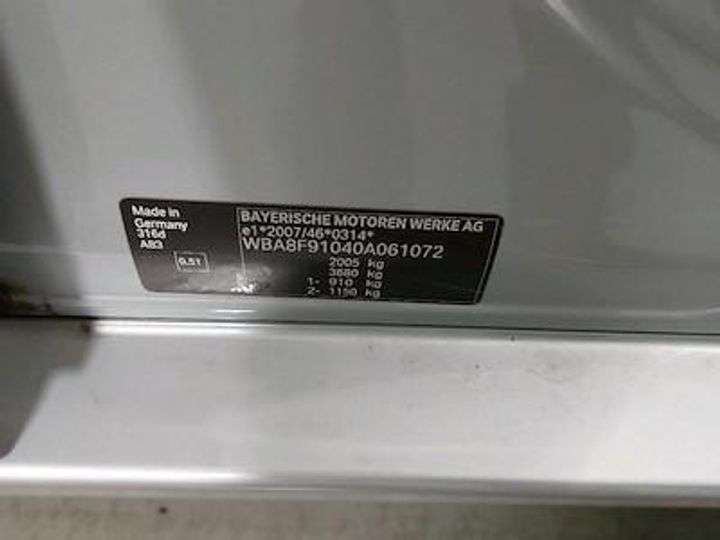 Made in
Germany
316d
AB3
0.51
BAYERISCHE MOTOREN WERKE AG
e1*2007/46*0314*
WBA8F91040A061072
2005 kg
3680 kg
1- 910 kg
2- 1150 kg